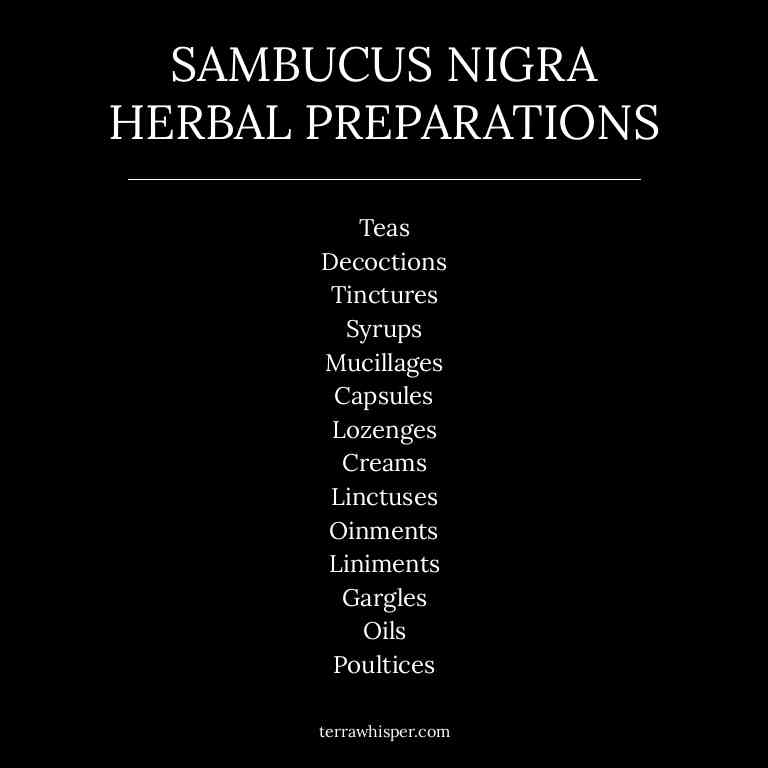 SAMBUCUS NIGRA
HERBAL PREPARATIONS
Teas
Decoctions
Tinctures
Syrups
Mucillages
Capsules
Lozenges
Creams
Linctuses
Oinments
Liniments
Gargles
Oils
Poultices
terrawhisper.com